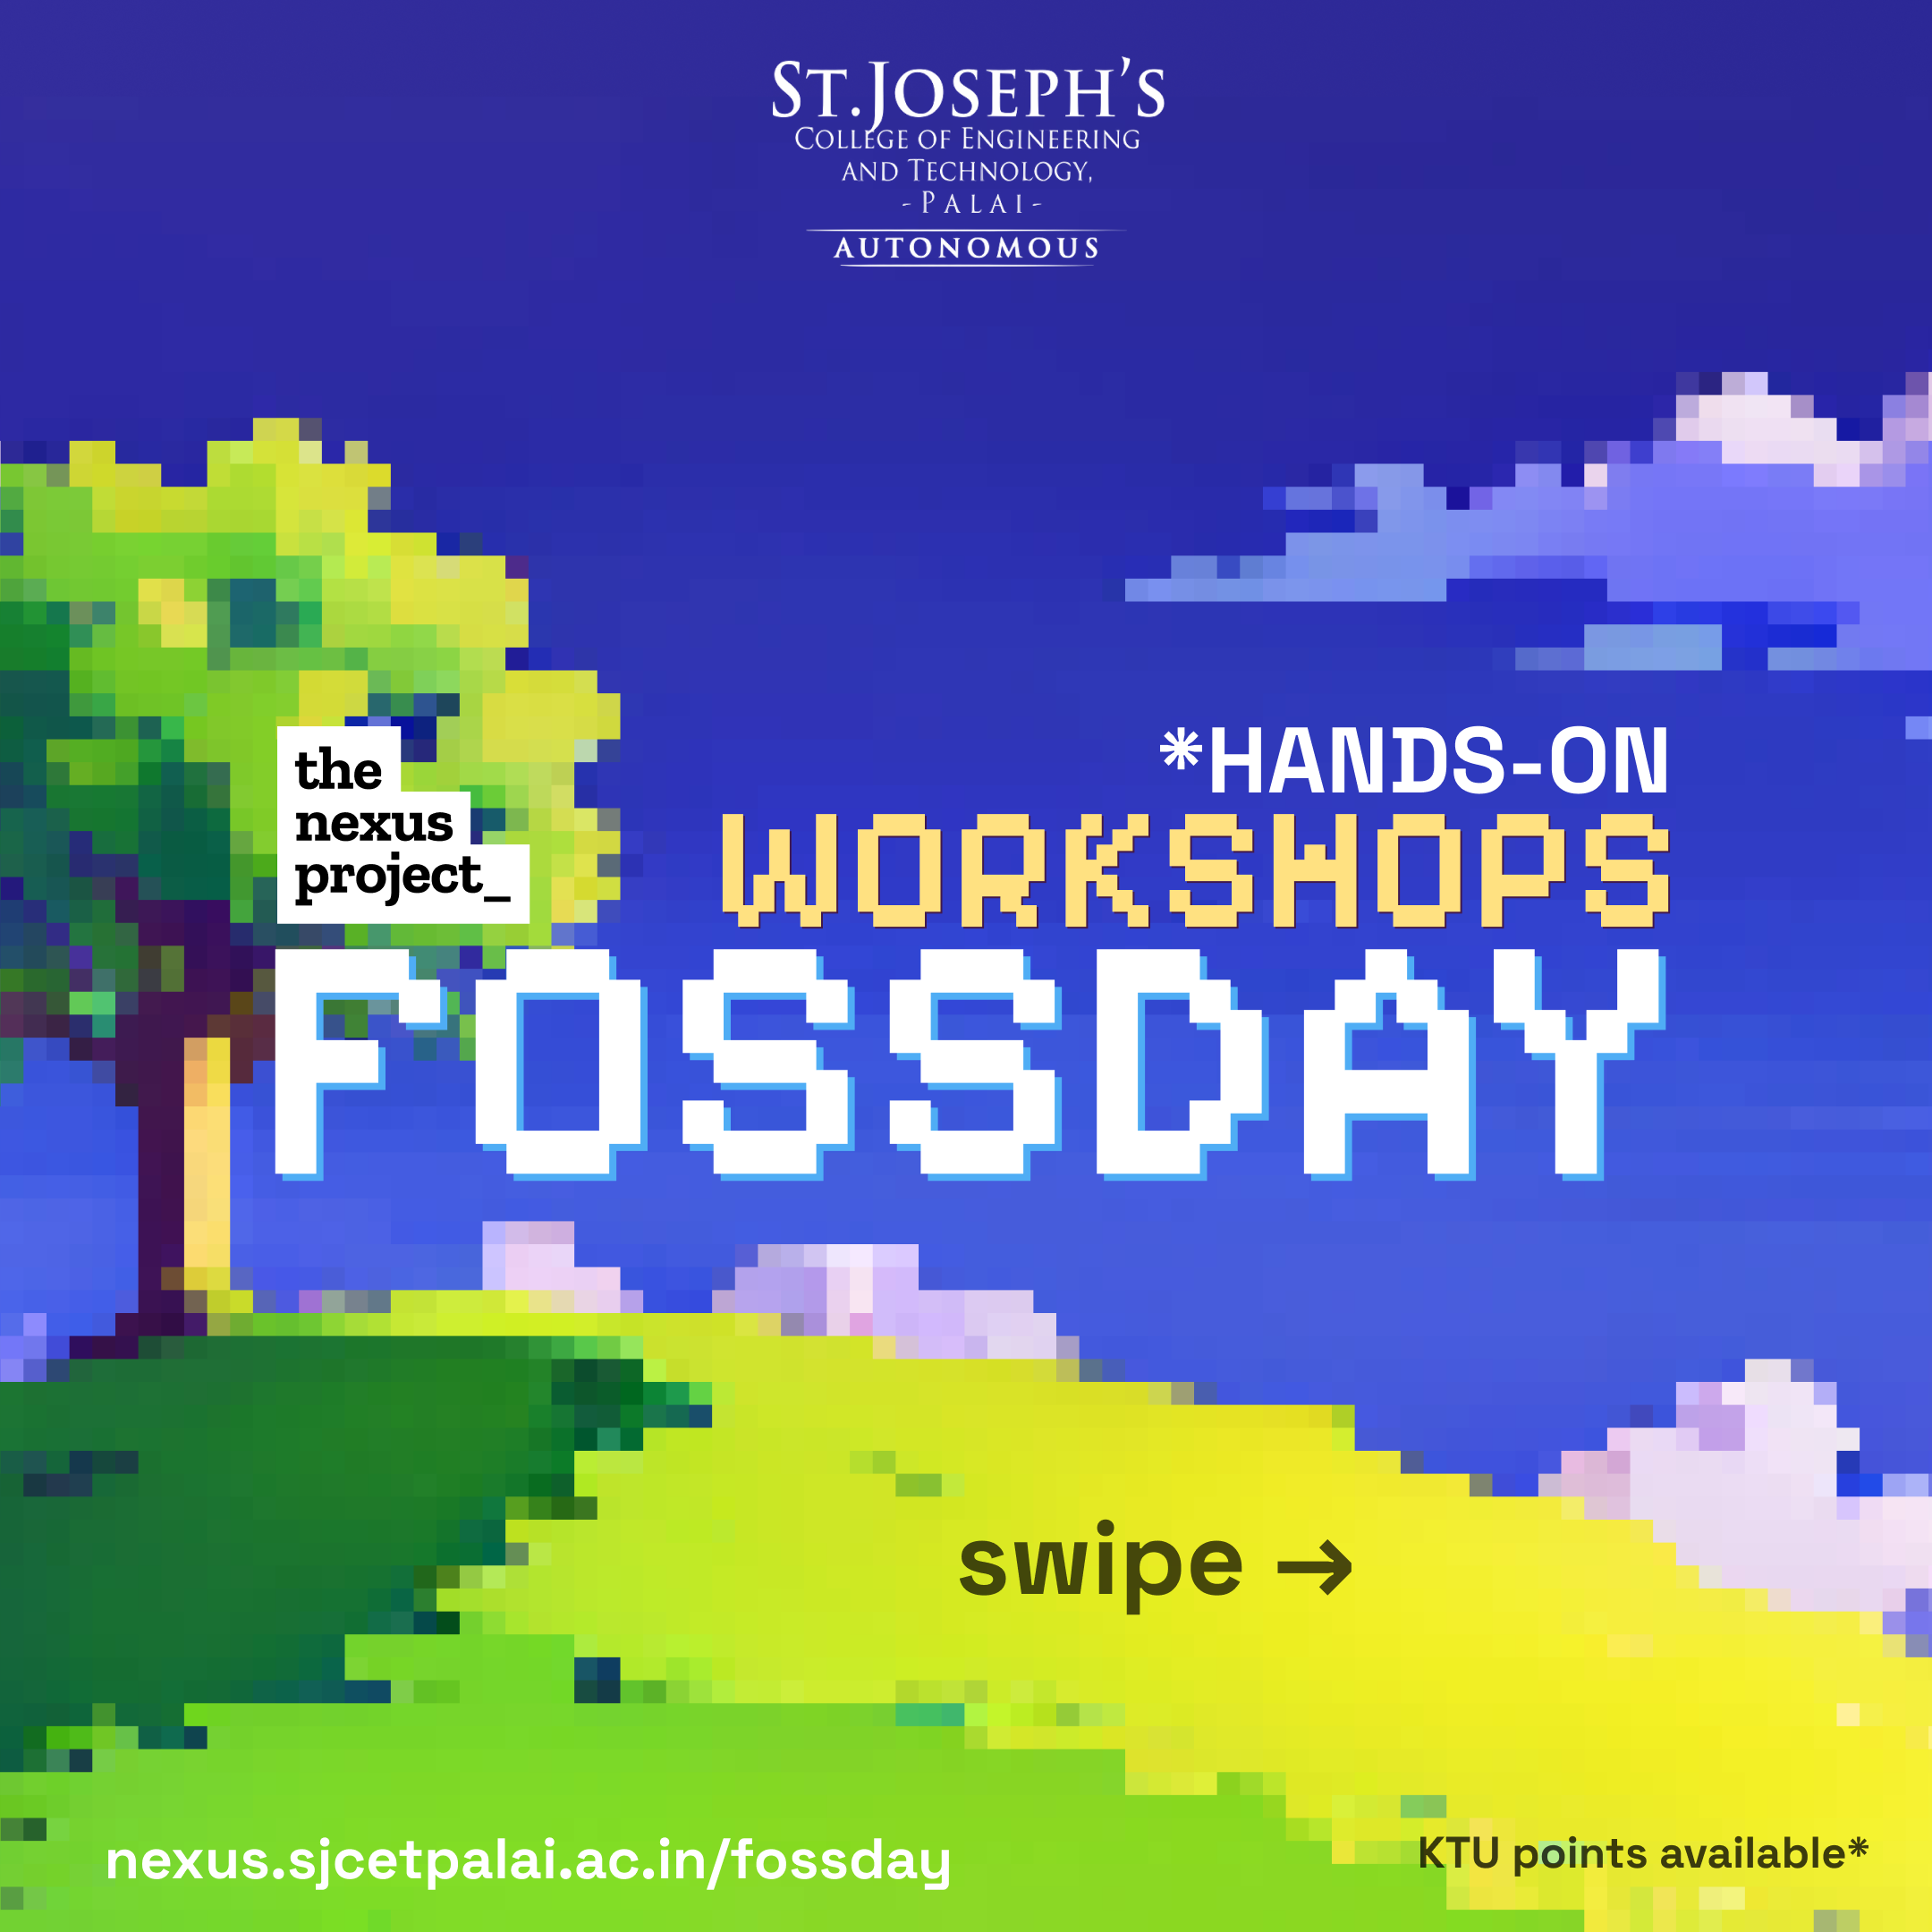 ST.JOSEPH'S
COLLEGE OF ENGINEERING
AND TECHNOLOGY,
-PALAI-
AUTONOMOUS
the
nexus
project_
*HANDS-ON
WORKSHOPS
FOSSDAY
swipe →
nexus.sjcetpalai.ac.in/fossday
KTU points available*